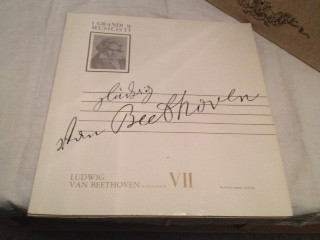 I GRANDI
MUSICISTI
Ludwig
van Beethoven
LUDWIG
VAN BEETHOVEN
VII